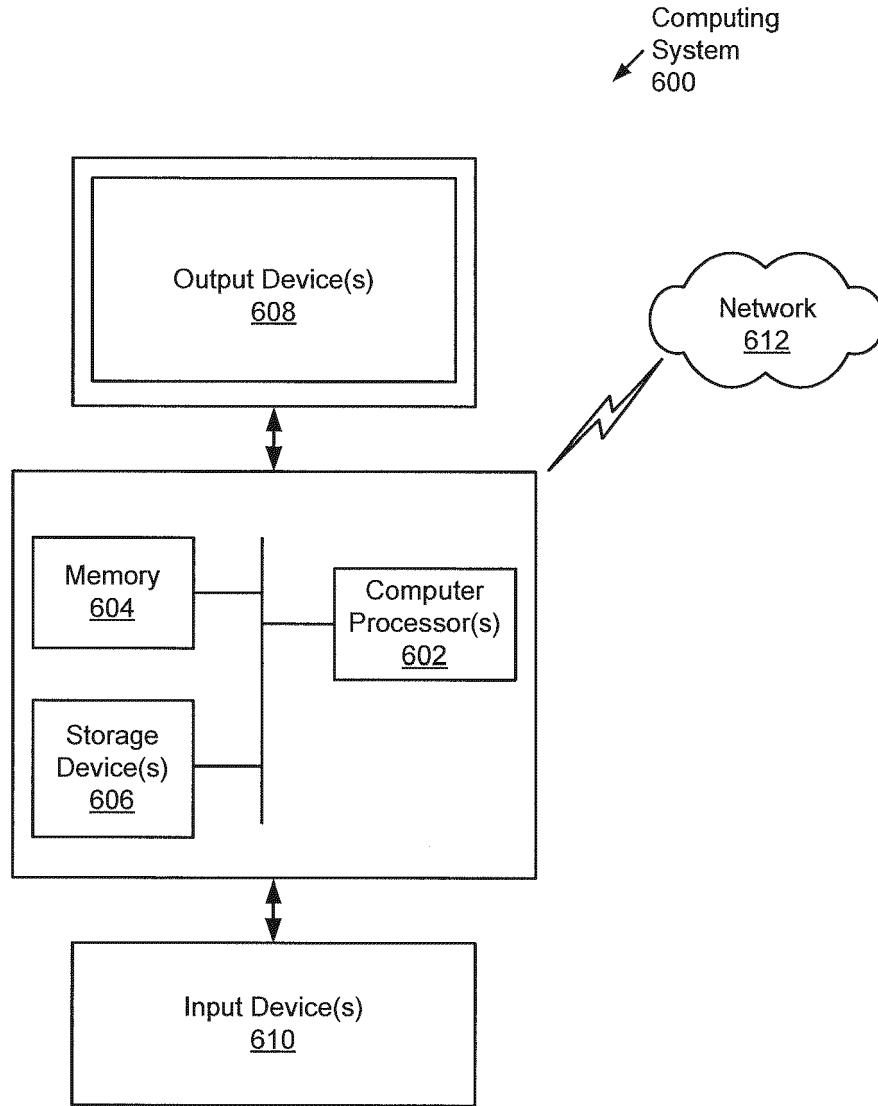 Computing
System
600
Output Device(s)
608
Network
612
Memory
604
Computer
Processor(s)
602
Storage
Device(s)
606
Input Device(s)
610